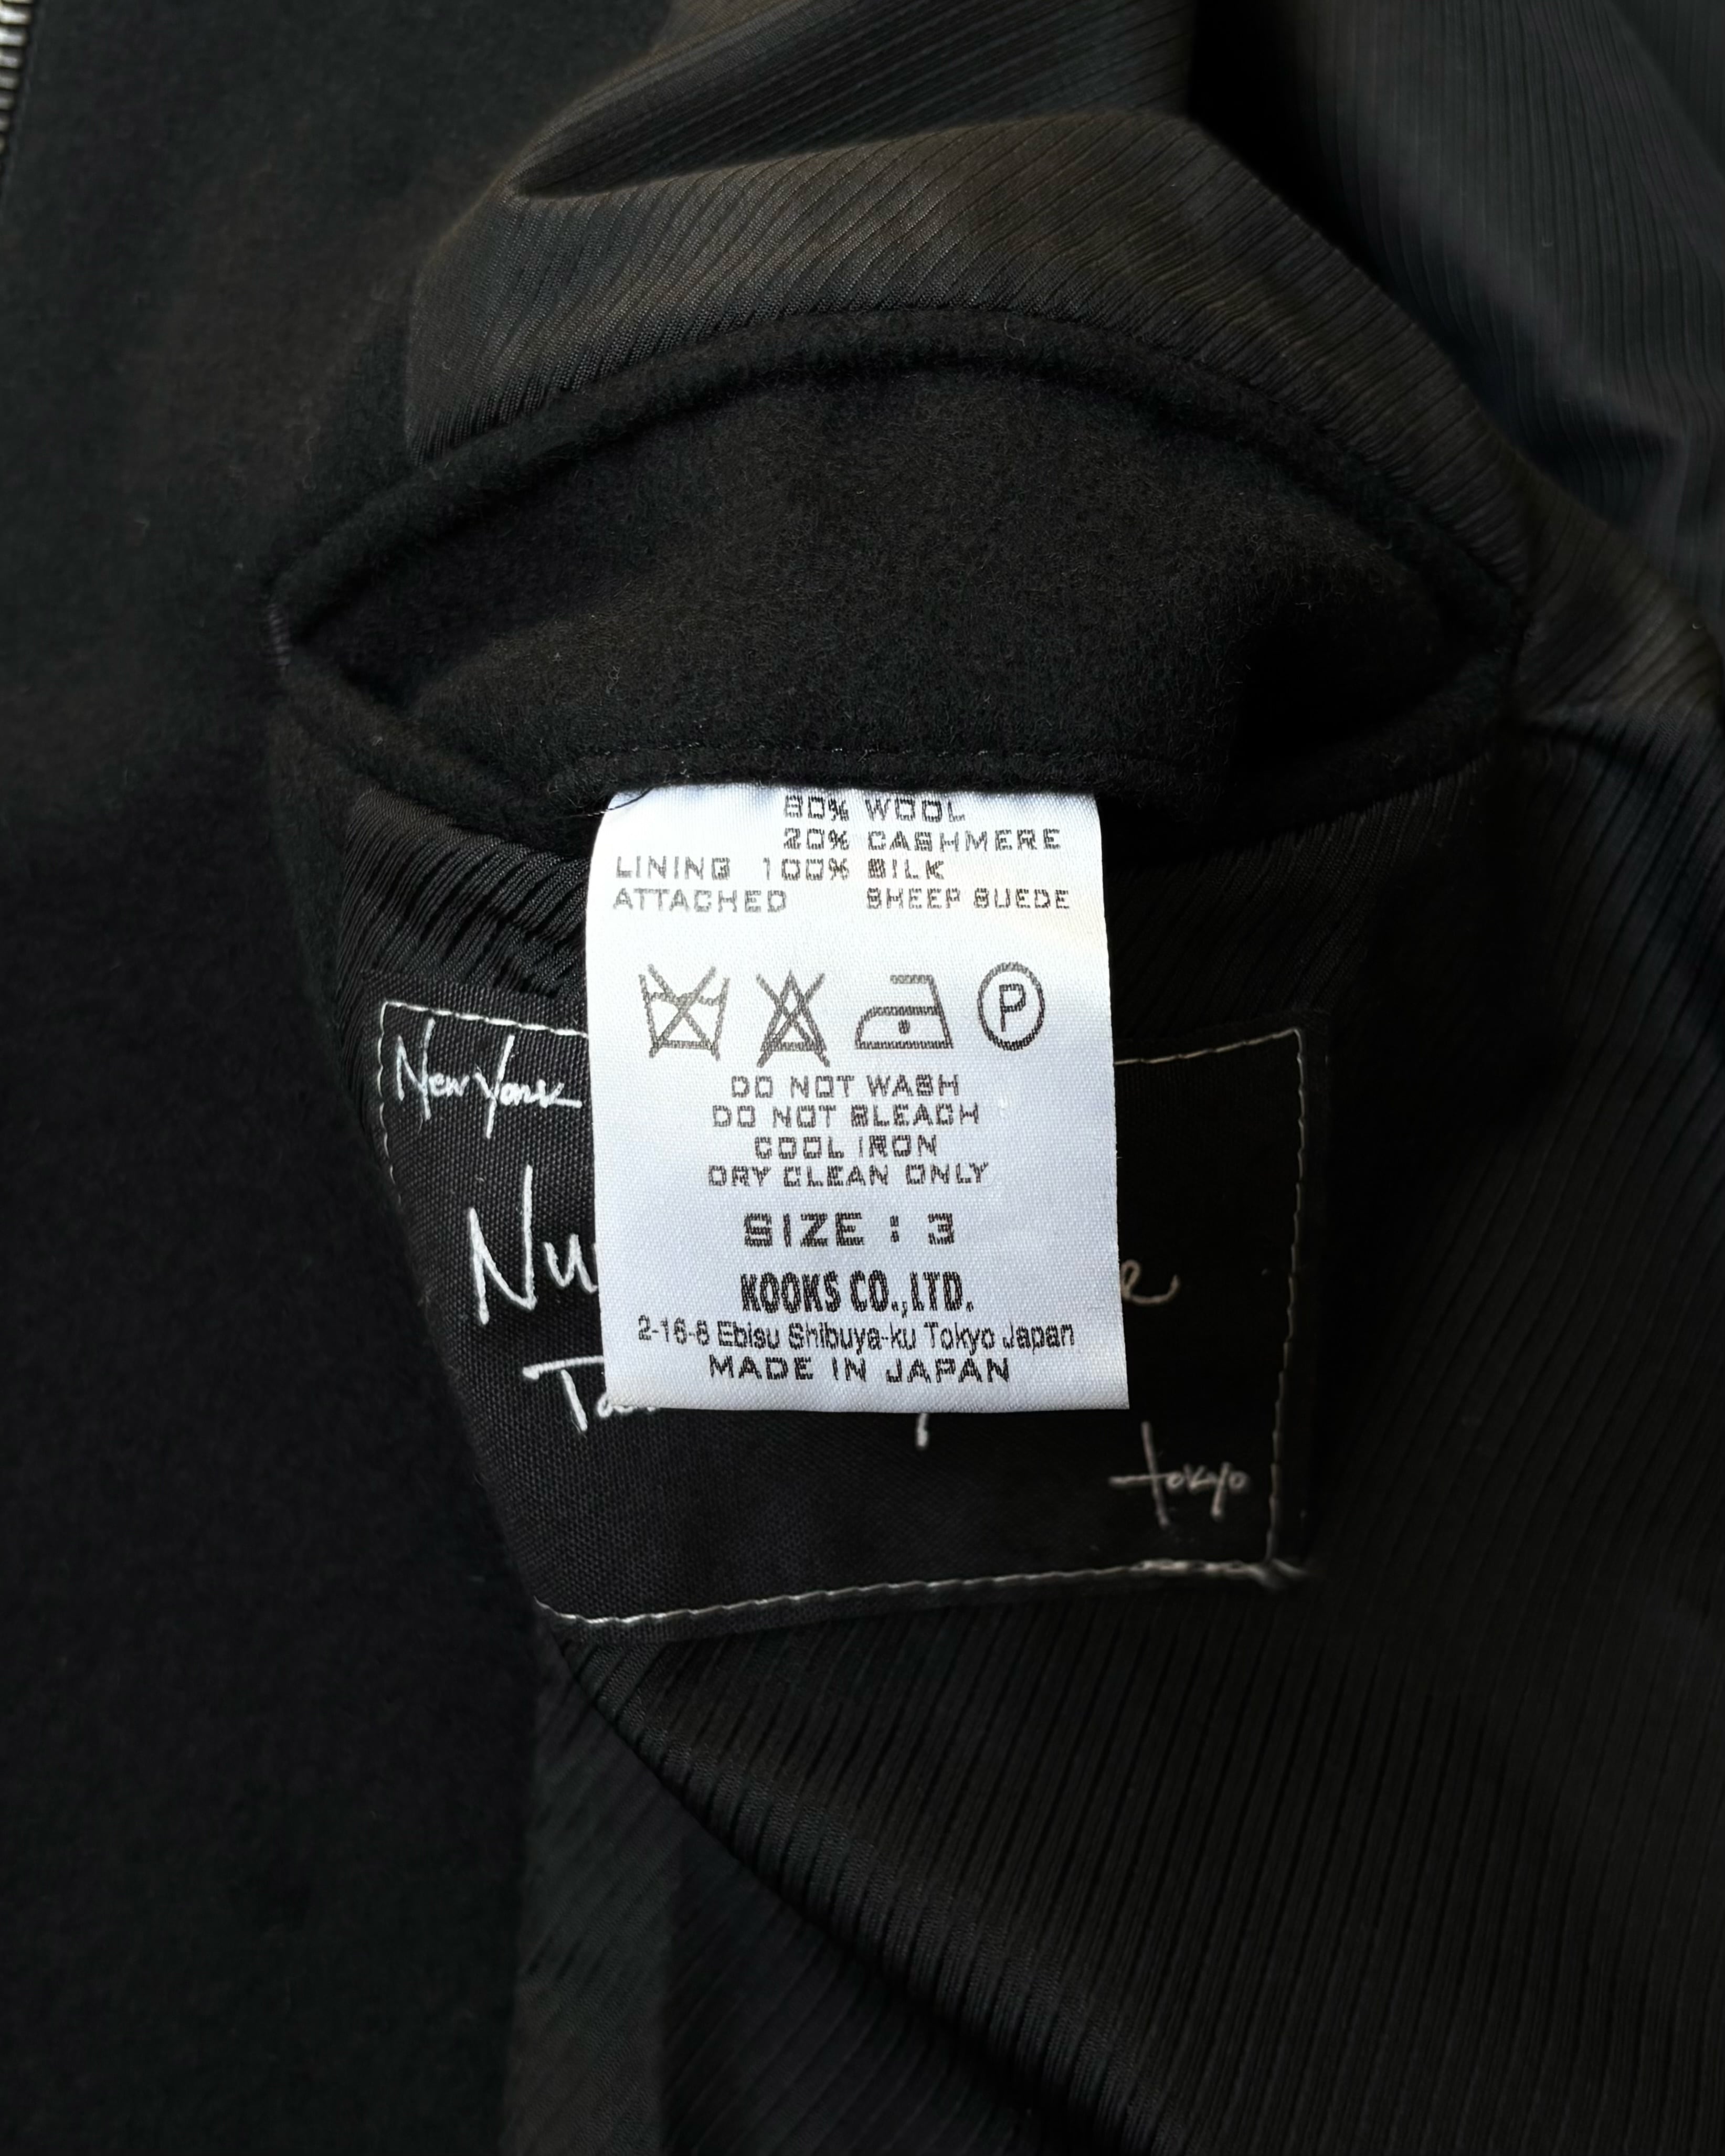 80% WOOL
20% CASHMERE
LINING 100% SILK
ATTACHED SHEEP SUEDE
P
DO NOT WASH
DO NOT BLEACH
COOL IRON
DRY CLEAN ONLY
SIZE : 3
KOOKS CO.,LTD.
2-16-8 Ebisu Shibuya-ku Tokyo Japan
MADE IN JAPAN
New York
tokyo